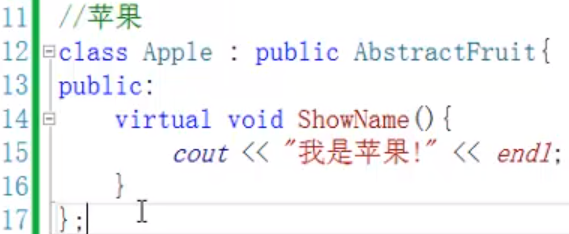 11 //苹果
12 class Apple : public AbstractFruit{
13 public:
14     virtual void ShowName(){
15         cout << "我是苹果!" << endl;
16     }
17 };